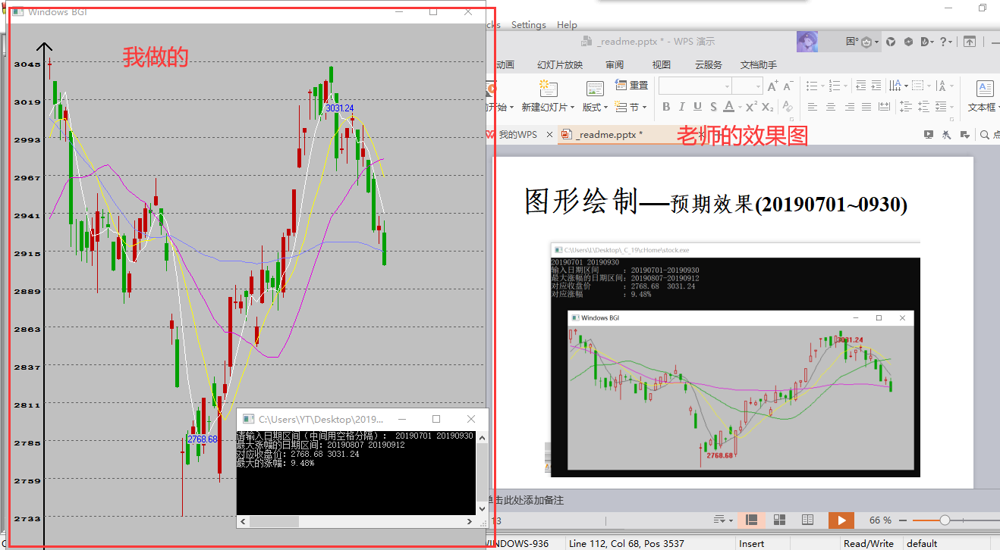 Windows BGI
我做的
3045
3019
2993
2967
2941
2915
2889
2863
2837
2811
2785
2759
2733
3031.24
2768.68
C:\Users\YT\Desktop\2019...
请输入日期区间（中间用空格分隔）： 20190701 20190930
最大涨幅的日期区间：20190807 20190912
对应收盘价：2768.68 3031.24
最大的涨幅：9.48%
cks Settings Help
_readme.pptx * - WPS 演示
困°
动画 幻灯片放映 审阅 视图 云服务 文档助手
开始 新建幻灯片 版式 重置 节
B I U S A X² X₂
文本框
我的WPS _readme.pptx *
点
老师的效果图
图形绘制—预期效果(20190701~0930)
C:\Users\L\Desktop\_C_19\cHome\stock.exe
20190701 20190930
输入日期区间 ：20190701-20190930
最大涨幅的日期区间：20190807-20190912
对应收盘价 ：2768.68 3031.24
对应涨幅 ：9.48%
Windows BGI
3031.24
2768.68
单击此处添加备注
13
66 %
WINDOWS-936 Line 112, Col 68, Pos 3537 Insert Read/Write default